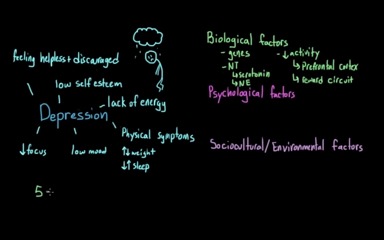 feeling helpless + discouraged
low self esteem
lack of energy
Depression
Physical symptoms
↑↓ weight
↓↑ sleep
↓ focus
low mood
5
Biological factors
- genes
- NT
↳ serotonin
↳ NE
- ↓ activity
↳ Prefrontal cortex
↳ reward circuit
Psychological factors
Sociocultural/Environmental factors